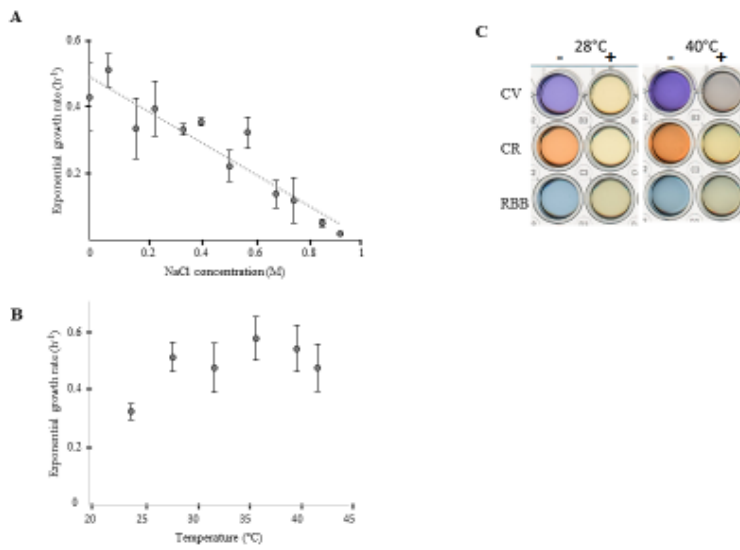 A
0.6
0.4
0.2
Exponential growth rate (hr⁻¹)
0 0.2 0.4 0.6 0.8 1
NaCl concentration (M)
B
0.6
0.4
0.2
0
Exponential growth rate (hr⁻¹)
20 25 30 35 40 45
Temperature (°C)
C
28°C 40°C
- + - +
CV
CR
RBB